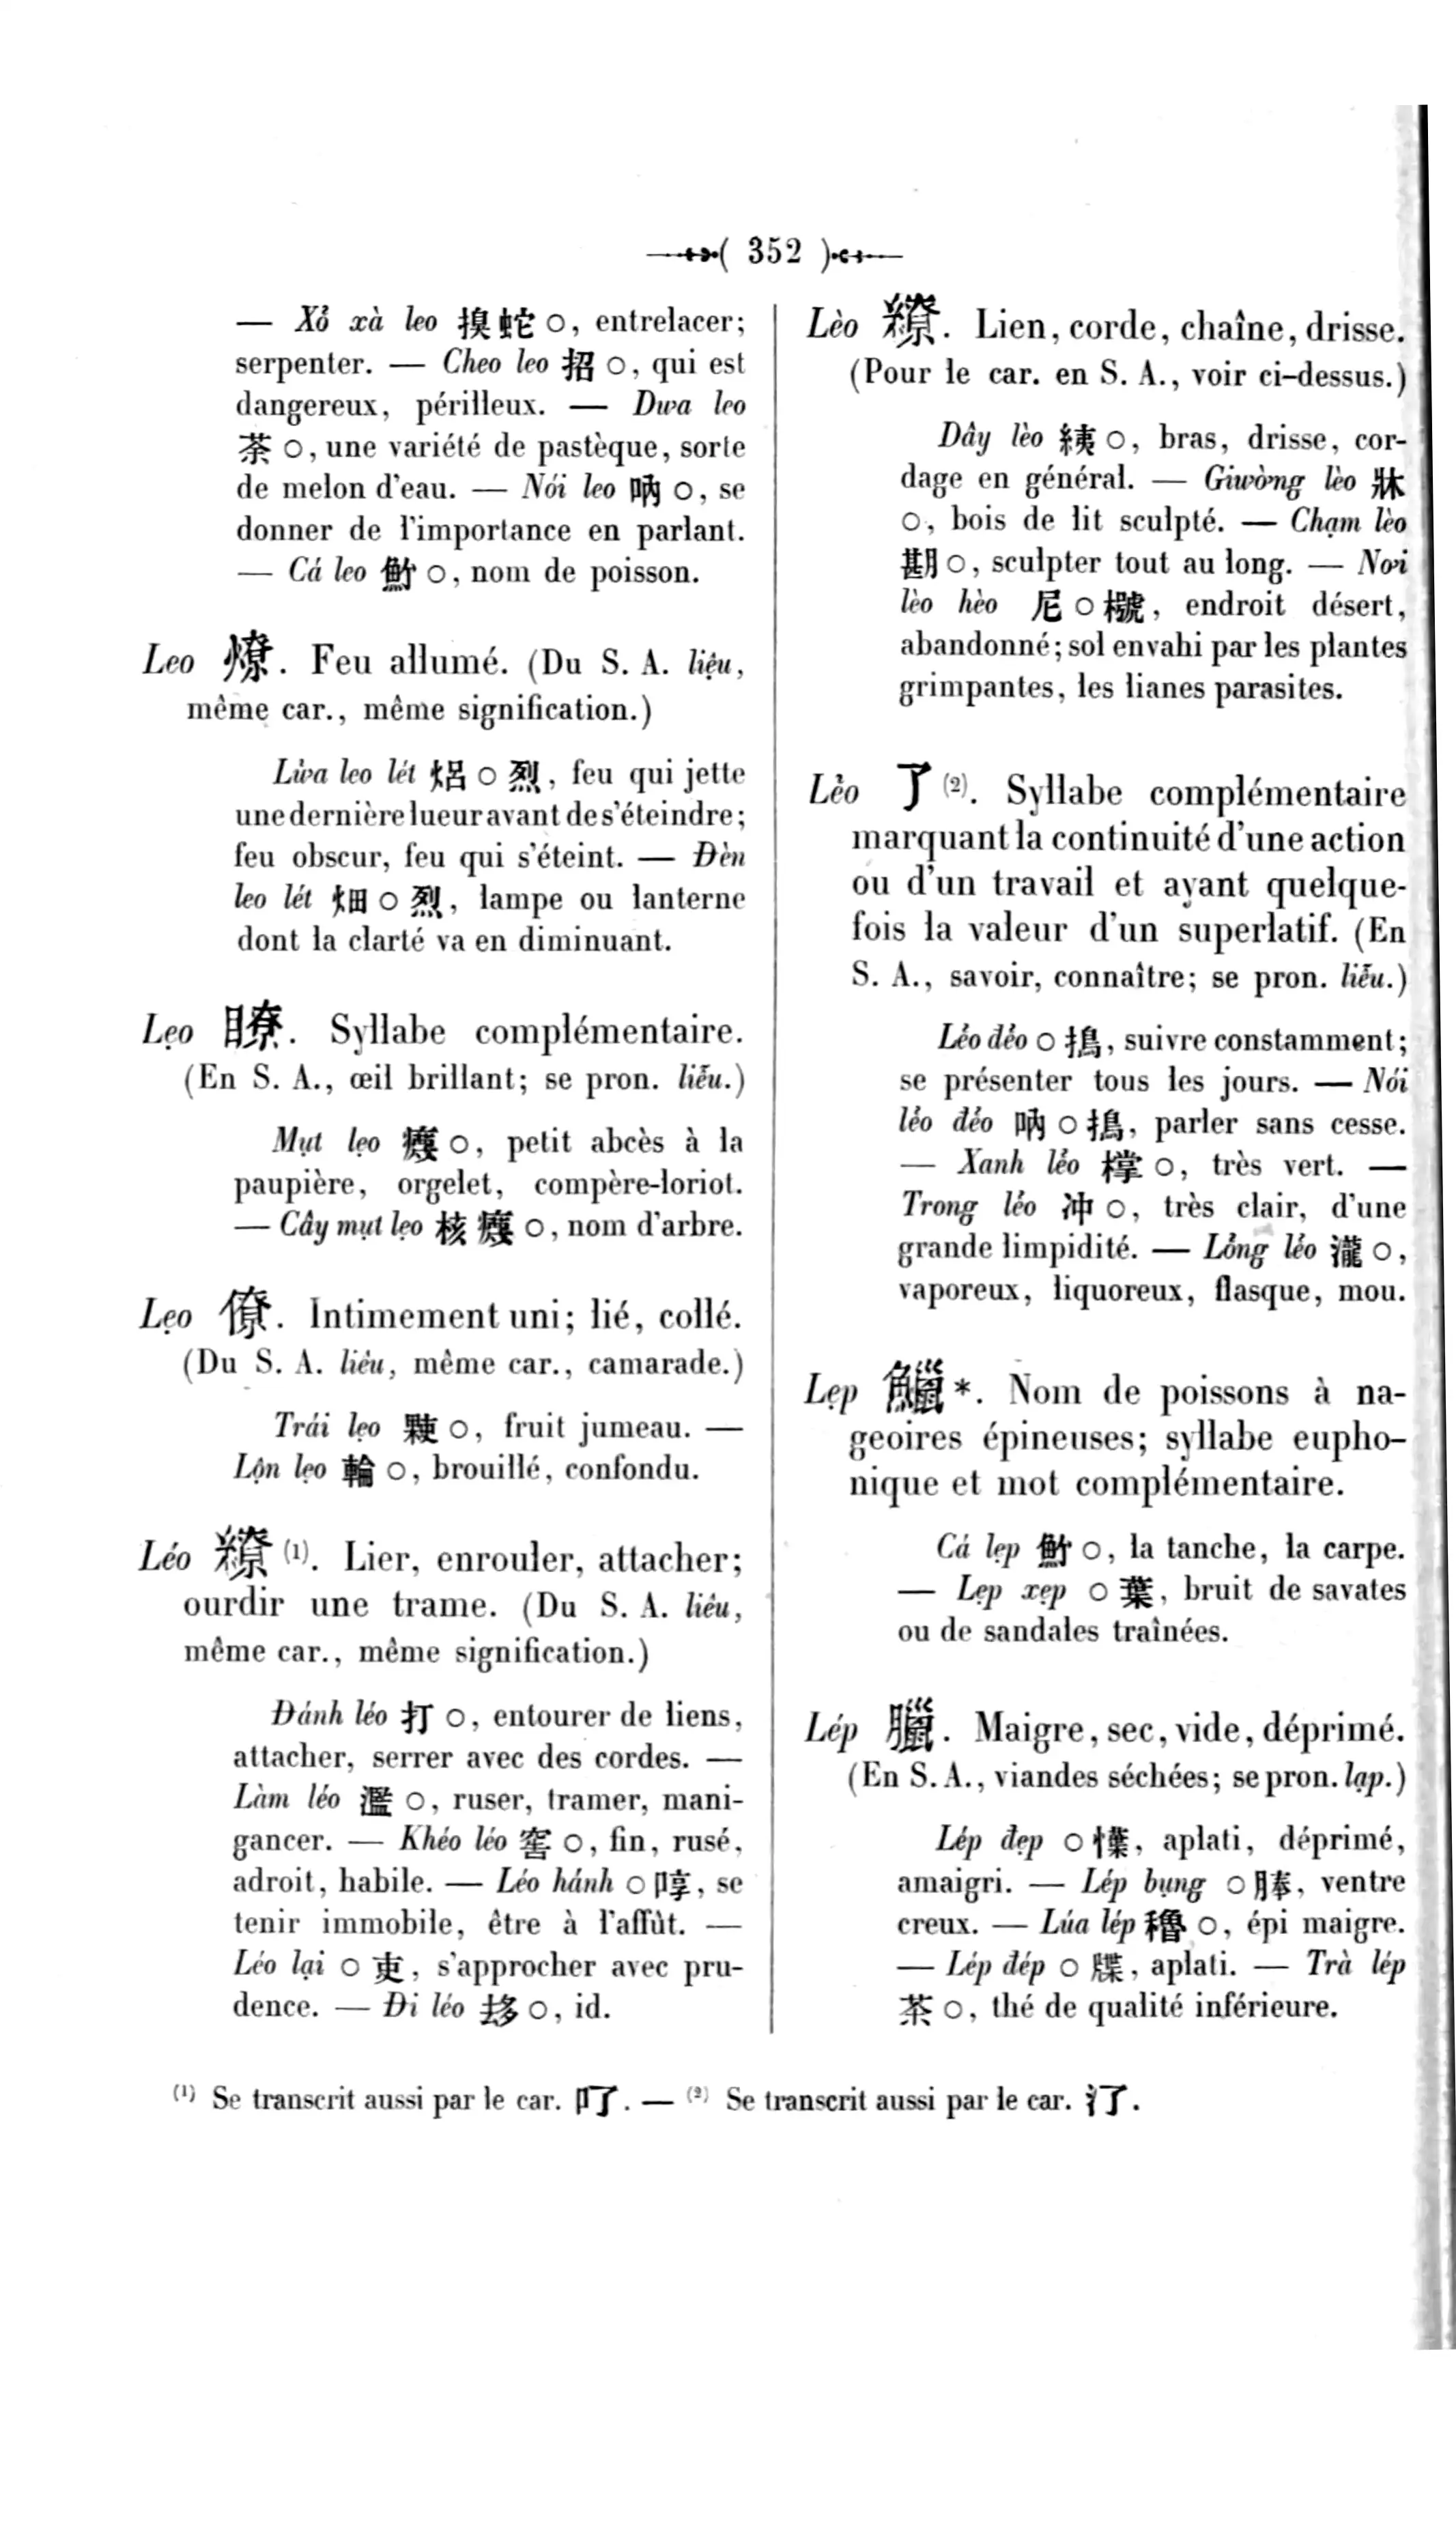 ( 352 )
— Xỏ xà leo 㩠蛇 ○, entrelacer;
serpenter. — Cheo leo 招 ○, qui est
dangereux, périlleux. — Dưa leo
茶 ○, une variété de pastèque, sorte
de melon d'eau. — Nói leo 吶 ○, se
donner de l'importance en parlant.
— Cá leo ○, nom de poisson.
Leo 燎. Feu allumé. (Du S. A. liệu,
même car., même signification.)
Lửa leo lét 焒 ○ 烈, feu qui jette
une dernière lueur avant de s'éteindre;
feu obscur, feu qui s'éteint. — Đèn
leo lét 畑 ○ 烈, lampe ou lanterne
dont la clarté va en diminuant.
Lẹo 瞭. Syllabe complémentaire.
(En S. A., œil brillant; se pron. liễu.)
Mụt lẹo ○, petit abcès à la
paupière, orgelet, compère-loriot.
— Cây mụt lẹo 核 ○, nom d'arbre.
Lẹo 僚. Intimement uni; lié, collé.
(Du S. A. liêu, même car., camarade.)
Trái lẹo ○, fruit jumeau. —
Lộn lẹo 輪 ○, brouillé, confondu.
Léo 繚 (1). Lier, enrouler, attacher;
ourdir une trame. (Du S. A. liêu,
même car., même signification.)
Đánh léo 打 ○, entourer de liens,
attacher, serrer avec des cordes. —
Làm léo 濫 ○, ruser, tramer, mani-
gancer. — Khéo léo 窖 ○, fin, rusé,
adroit, habile. — Léo hánh ○ 啍, se
tenir immobile, être à l'affût. —
Léo lại ○ 吏, s'approcher avec pru-
dence. — Đi léo 𠫾 ○, id.
Lèo 繚. Lien, corde, chaîne, drisse.
(Pour le car. en S. A., voir ci-dessus.)
Dây lèo ○, bras, drisse, cor-
dage en général. — Giường lèo 牀
○, bois de lit sculpté. — Chạm lèo
○, sculpter tout au long. — Nơi
lèo hèo 尼 ○, endroit désert,
abandonné; sol envahi par les plantes
grimpantes, les lianes parasites.
Lẻo 了 (2). Syllabe complémentaire
marquant la continuité d'une action
ou d'un travail et ayant quelque-
fois la valeur d'un superlatif. (En
S. A., savoir, connaître; se pron. liễu.)
Lẻo đẻo ○ 搗, suivre constamment;
se présenter tous les jours. — Nói
lẻo đẻo 吶 ○ 搗, parler sans cesse.
— Xanh lẻo 撑 ○, très vert. —
Trong lẻo 冲 ○, très clair, d'une
grande limpidité. — Lỏng lẻo 瀧 ○,
vaporeux, liquoreux, flasque, mou.
Lẹp 鱲 *. Nom de poissons à na-
geoires épineuses; syllabe eupho-
nique et mot complémentaire.
Cá lẹp ○, la tanche, la carpe.
— Lẹp xẹp ○ 葉, bruit de savates
ou de sandales traînées.
Lép 臘. Maigre, sec, vide, déprimé.
(En S. A., viandes séchées; se pron. lạp.)
Lép đẹp ○, aplati, déprimé,
amaigri. — Lép bụng ○, ventre
creux. — Lúa lép 穭 ○, épi maigre.
— Lép đép ○ 牒, aplati. — Trà lép
茶 ○, thé de qualité inférieure.
(1) Se transcrit aussi par le car. 叮. — (2) Se transcrit aussi par le car. 汀.